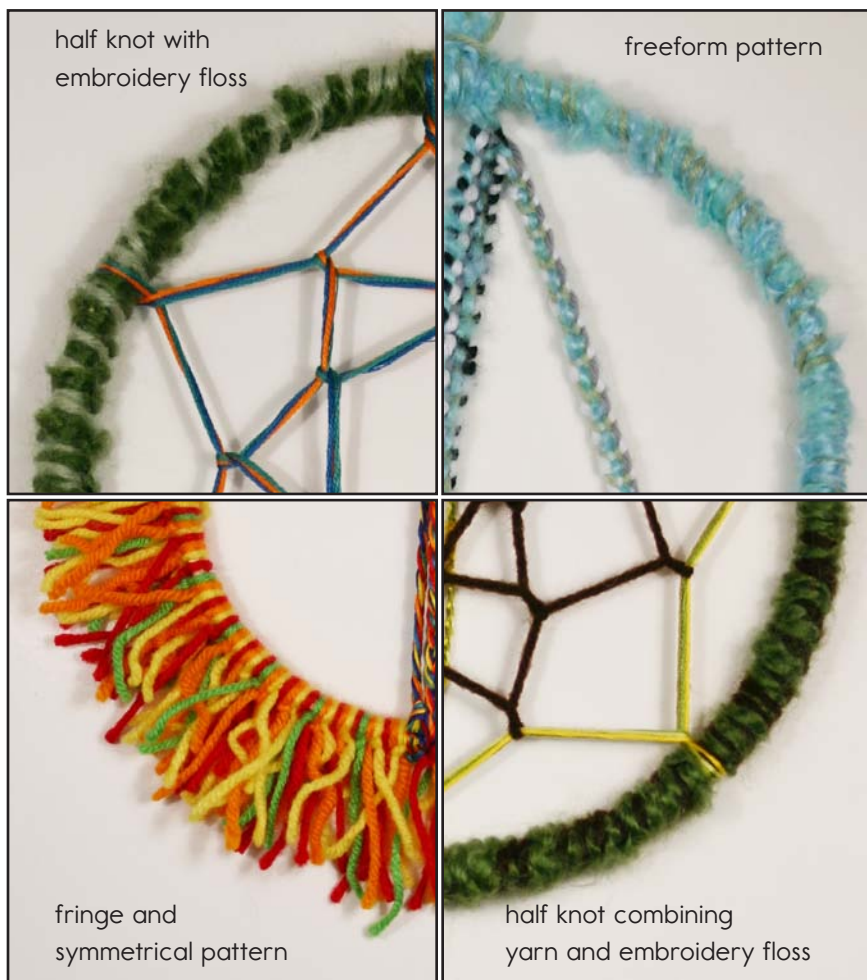 half knot with
embroidery floss
freeform pattern
fringe and
symmetrical pattern
half knot combining
yarn and embroidery floss